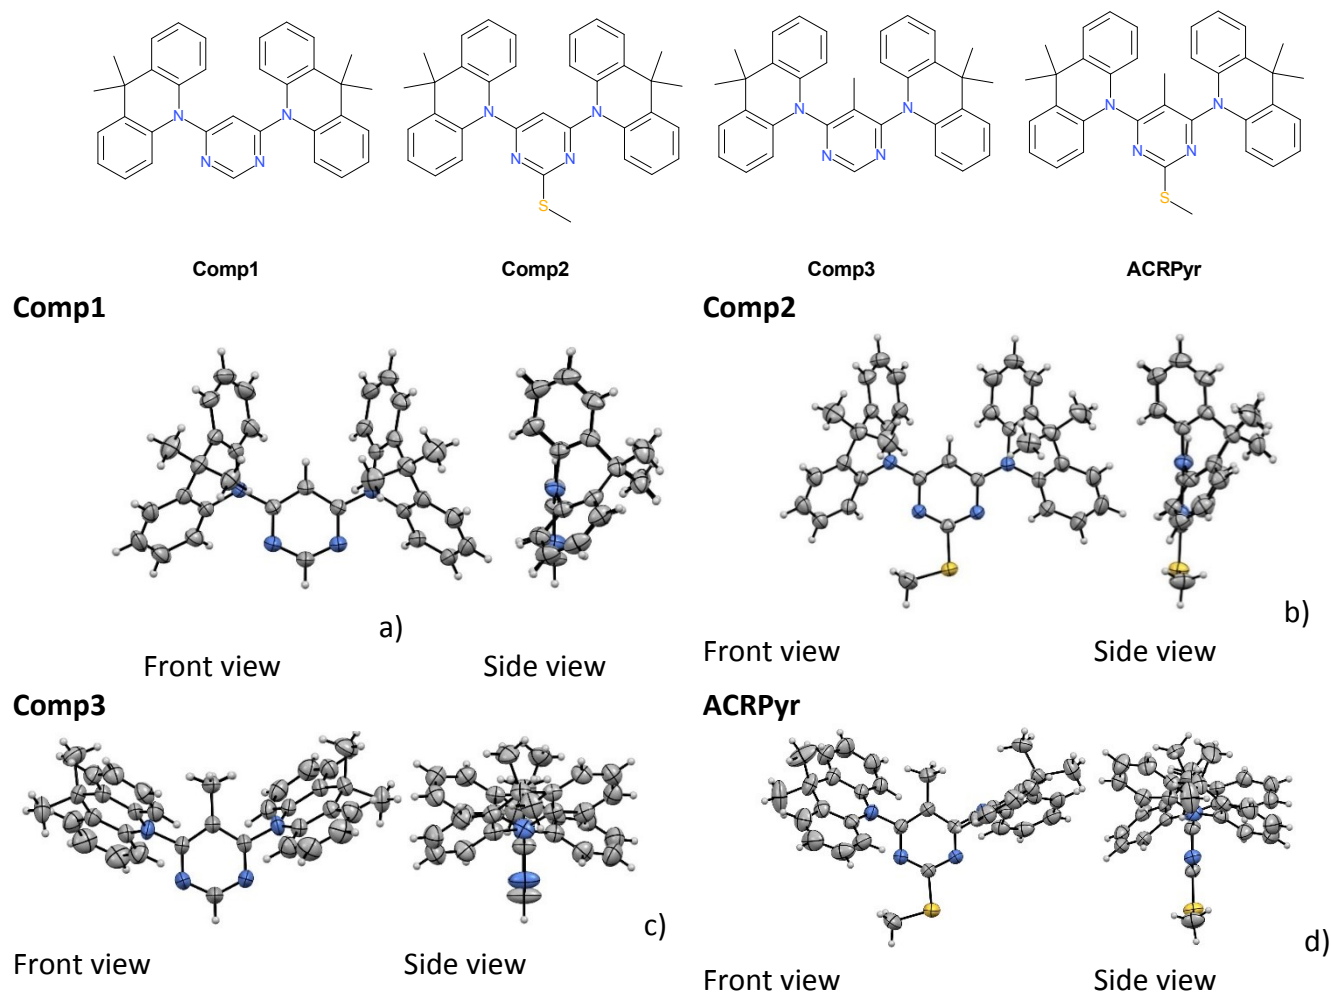 N N N N
Comp1
N N N N S
Comp2
N N N N
Comp3
N N N N S
ACRPyr
Comp1
a)
Front view
Side view
Comp2
b)
Front view
Side view
Comp3
c)
Front view
Side view
ACRPyr
d)
Front view
Side view